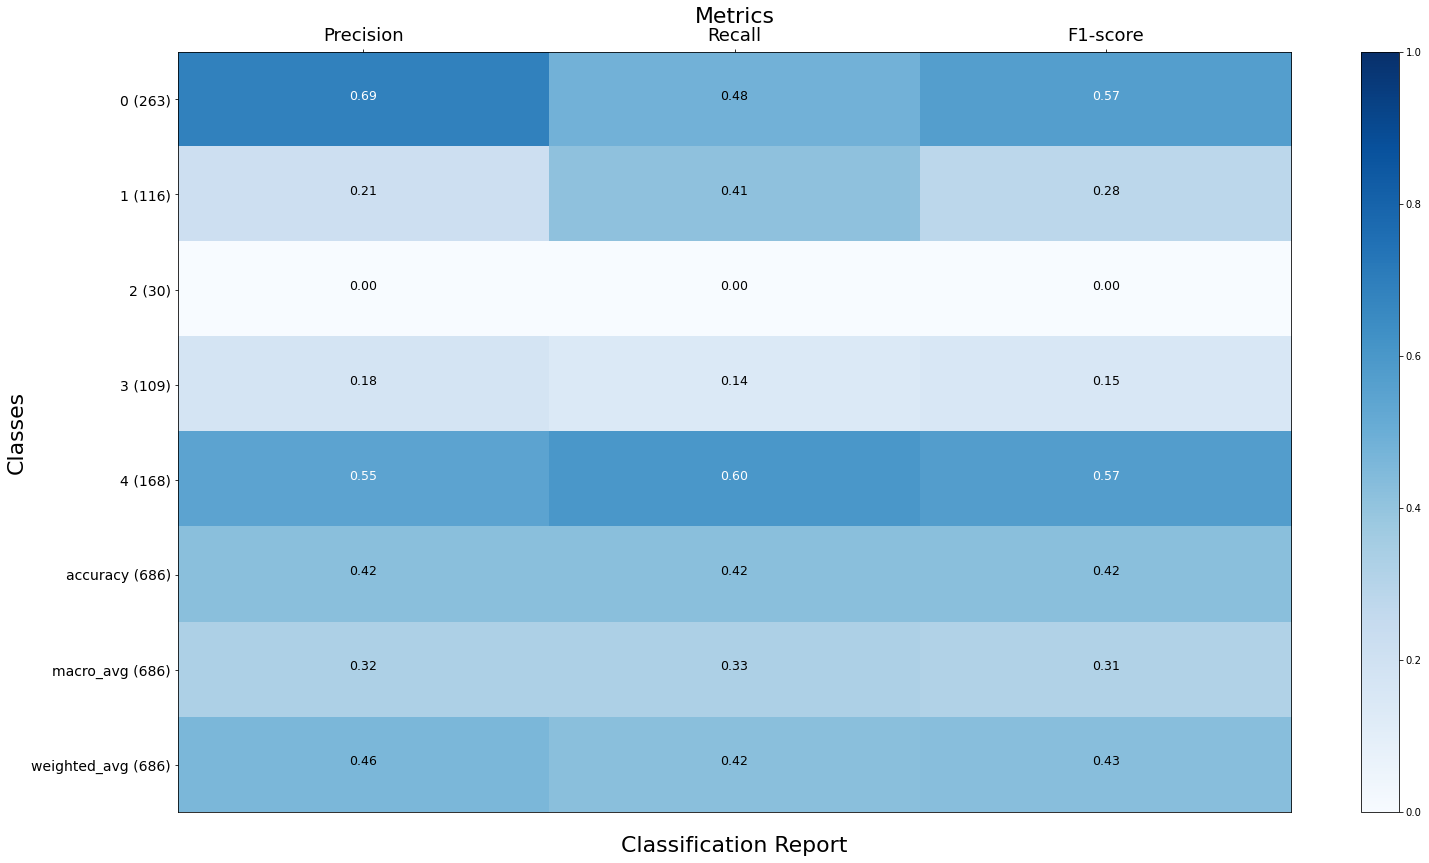 Metrics
Precision Recall F1-score
0 (263) 0.69 0.48 0.57
1 (116) 0.21 0.41 0.28
2 (30) 0.00 0.00 0.00
3 (109) 0.18 0.14 0.15
4 (168) 0.55 0.60 0.57
accuracy (686) 0.42 0.42 0.42
macro_avg (686) 0.32 0.33 0.31
weighted_avg (686) 0.46 0.42 0.43
Classes
Classification Report
1.0
0.8
0.6
0.4
0.2
0.0